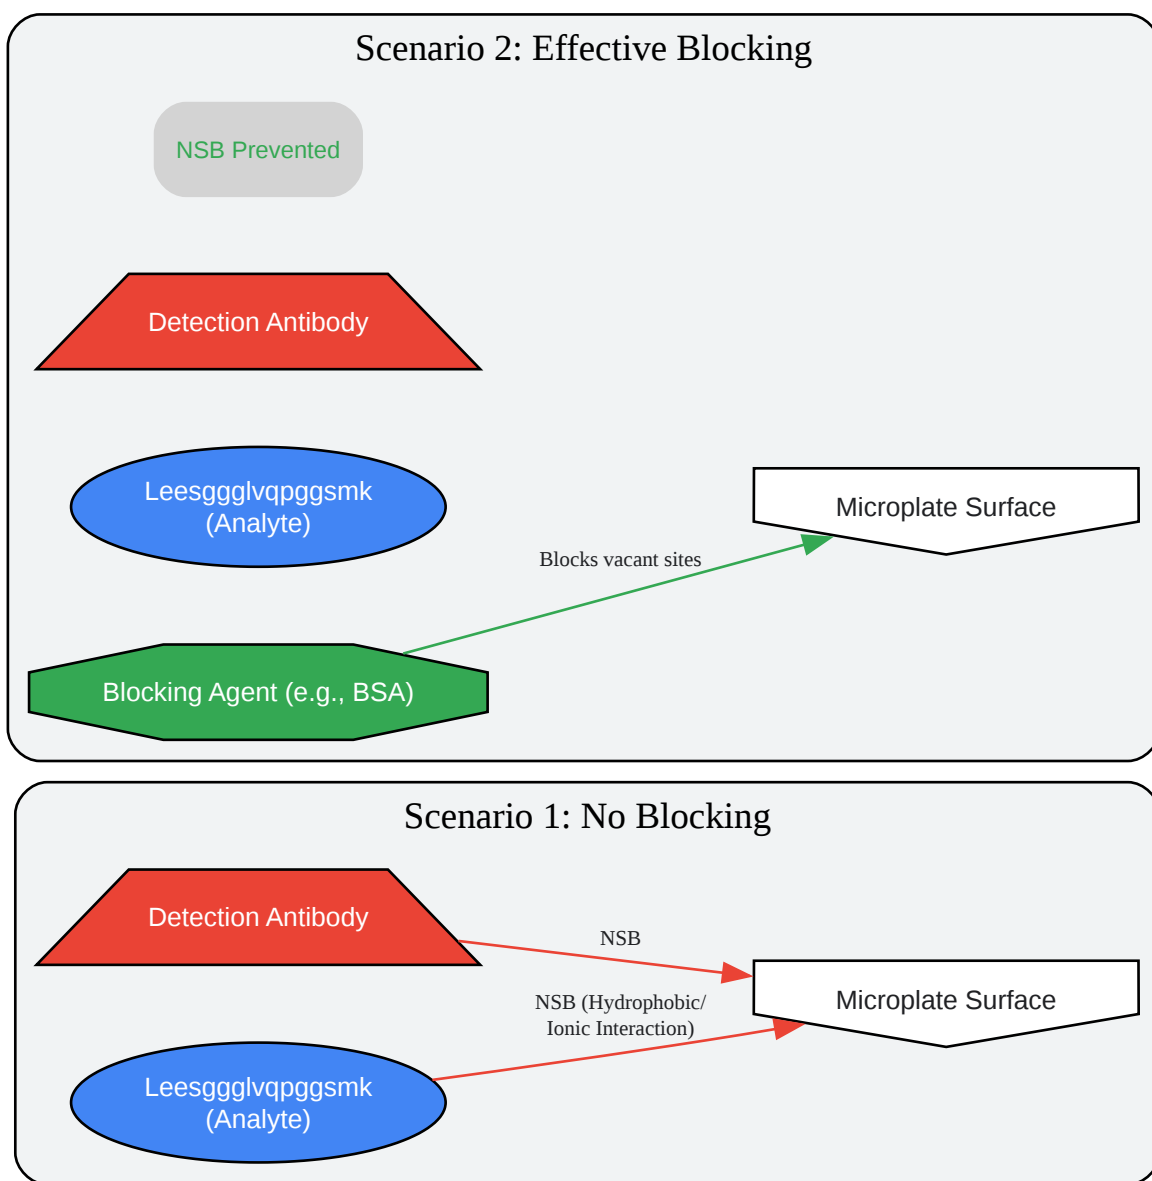 Scenario 2: Effective Blocking
NSB Prevented
Detection Antibody
Leesggglvqpggsmk
(Analyte)
Microplate Surface
Blocks vacant sites
Blocking Agent (e.g., BSA)
Scenario 1: No Blocking
Detection Antibody
NSB
Microplate Surface
NSB (Hydrophobic/
Ionic Interaction)
Leesggglvqpggsmk
(Analyte)